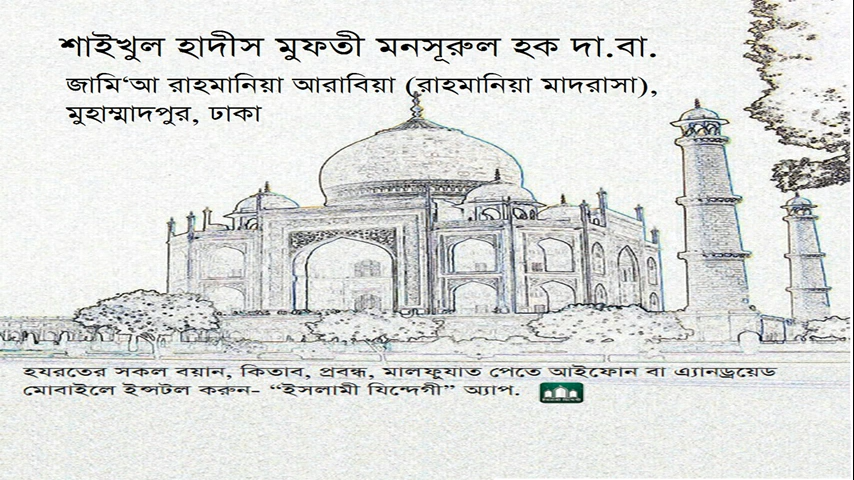 শাইখুল হাদীস মুফতী মনসূরুল হক দা.বা.
জামি‘আ রাহমানিয়া আরাবিয়া (রাহমানিয়া মাদরাসা),
মুহাম্মাদপুর, ঢাকা
হযরতের সকল বয়ান, কিতাব, প্রবন্ধ, মালফুযাত পেতে আইফোন বা এ্যানড্রয়েড
মোবাইলে ইন্সটল করুন- “ইসলামী যিন্দেগী” অ্যাপ.